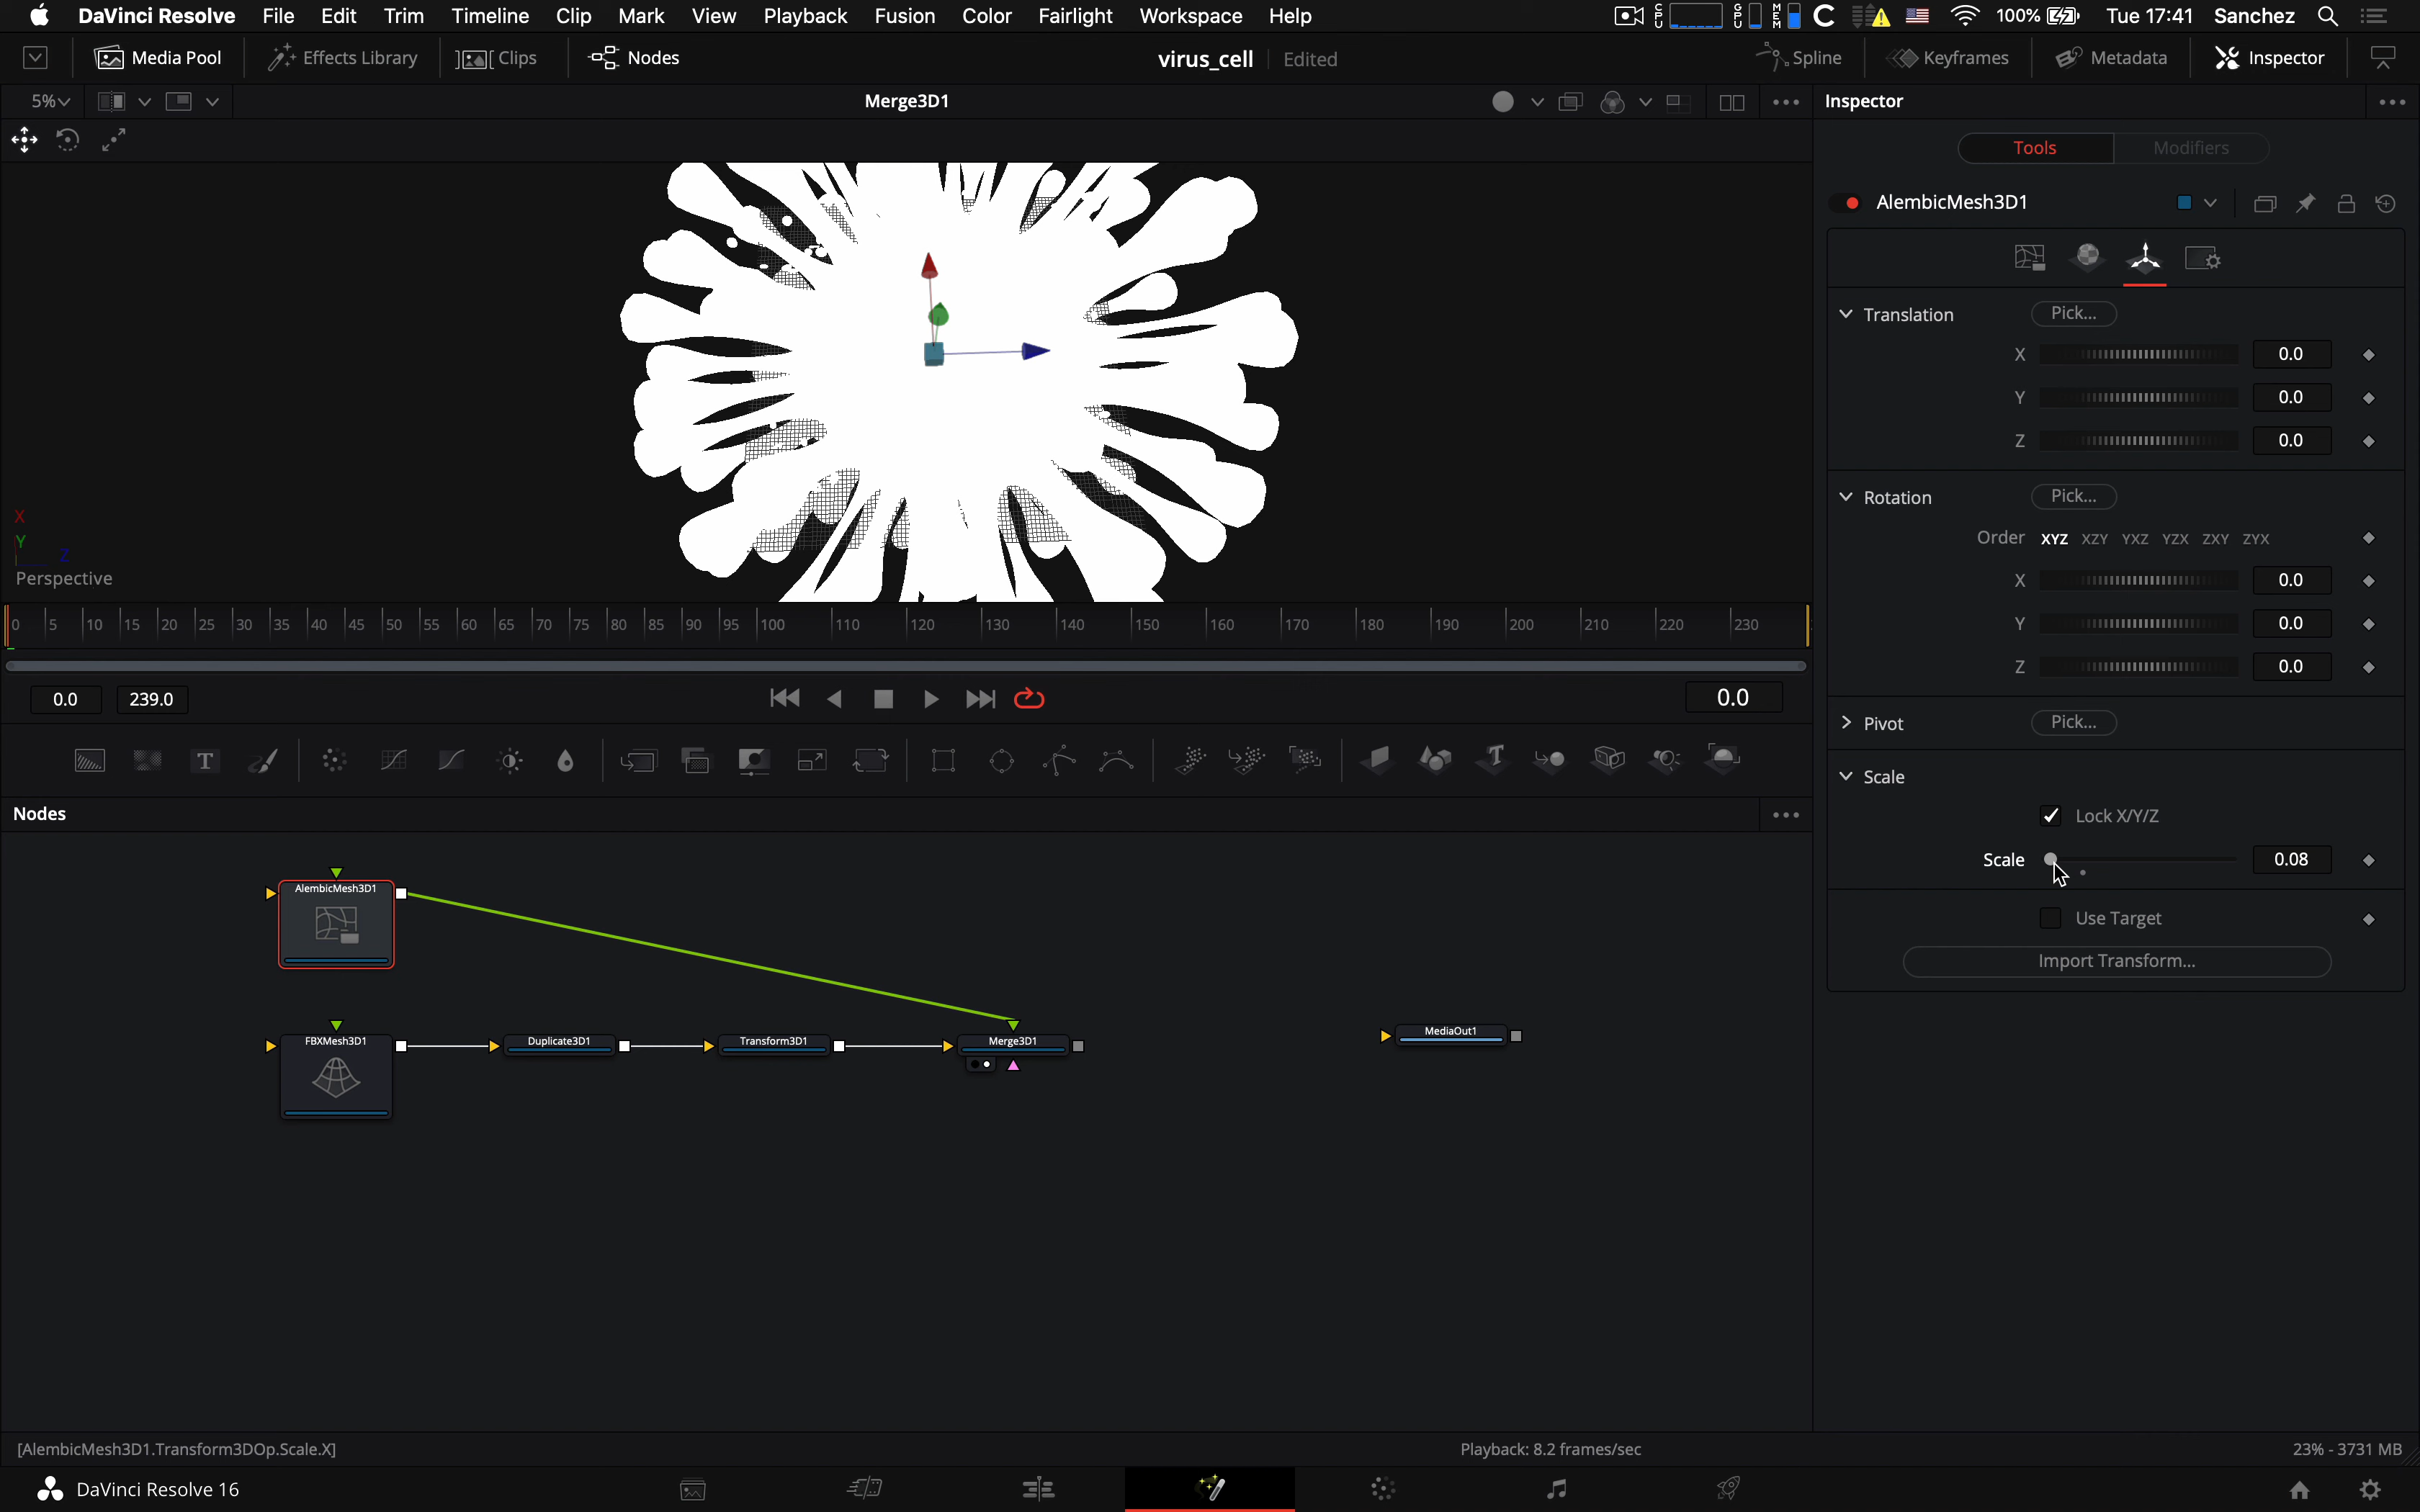 DaVinci Resolve File Edit Trim Timeline Clip Mark View Playback Fusion Color Fairlight Workspace Help CPU GPU MEM 100% Tue 17:41 Sanchez
Media Pool Effects Library Clips Nodes virus_cell Edited Spline Keyframes Metadata Inspector
5% Merge3D1 Inspector
Tools Modifiers
AlembicMesh3D1
Translation Pick...
X 0.0
Y 0.0
Z 0.0
Rotation Pick...
Order XYZ XZY YXZ YZX ZXY ZYX
X 0.0
Y 0.0
Z 0.0
Pivot Pick...
Scale
Lock X/Y/Z
Scale 0.08
Use Target
Import Transform...
X
Y
Z
Perspective
0 5 10 15 20 25 30 35 40 45 50 55 60 65 70 75 80 85 90 95 100 110 120 130 140 150 160 170 180 190 200 210 220 230
0.0 239.0 0.0
Nodes
AlembicMesh3D1
FBXMesh3D1 Duplicate3D1 Transform3D1 Merge3D1 MediaOut1
[AlembicMesh3D1.Transform3DOp.Scale.X] Playback: 8.2 frames/sec 23% - 3731 MB
DaVinci Resolve 16